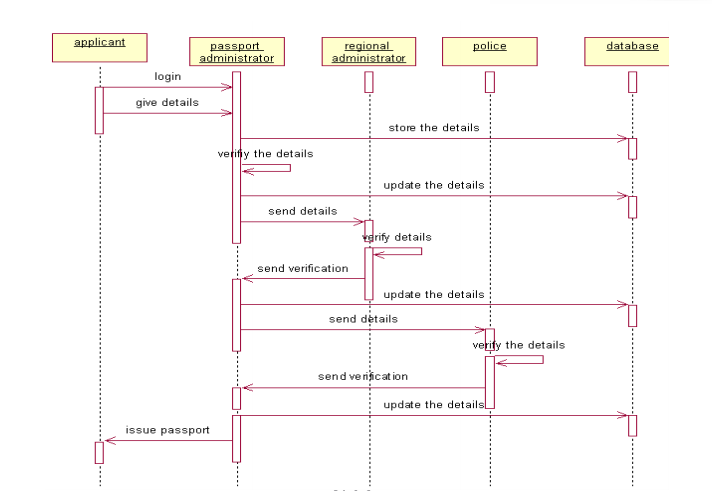 applicant
passport
administrator
regional
administrator
police
database
login
give details
store the details
verifiy the details
update the details
send details
verify details
send verification
update the details
send details
verify the details
send verification
update the details
issue passport